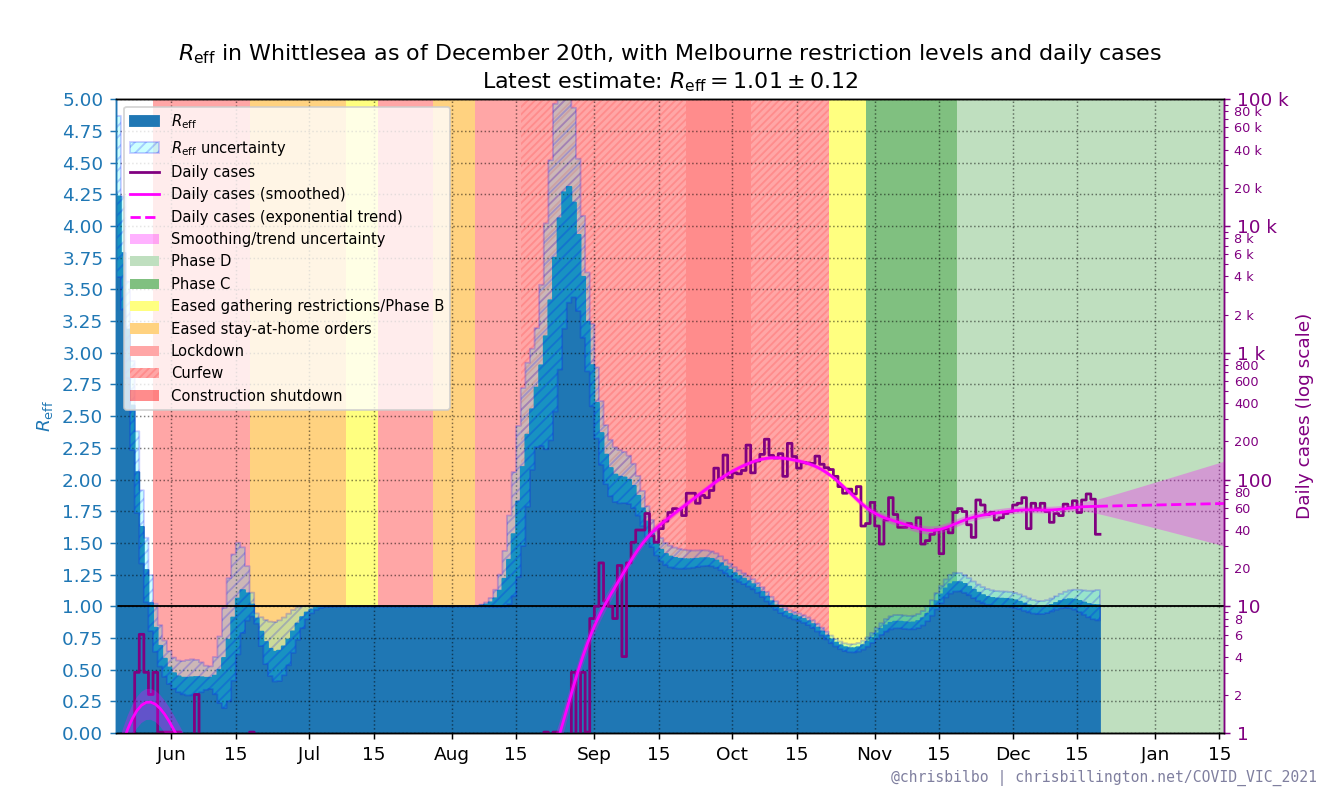 R_eff in Whittlesea as of December 20th, with Melbourne restriction levels and daily cases
Latest estimate: R_eff = 1.01 ± 0.12
R_eff
R_eff uncertainty
Daily cases
Daily cases (smoothed)
Daily cases (exponential trend)
Smoothing/trend uncertainty
Phase D
Phase C
Eased gathering restrictions/Phase B
Eased stay-at-home orders
Lockdown
Curfew
Construction shutdown
R_eff
5.00
4.75
4.50
4.25
4.00
3.75
3.50
3.25
3.00
2.75
2.50
2.25
2.00
1.75
1.50
1.25
1.00
0.75
0.50
0.25
0.00
Jun 15 Jul 15 Aug 15 Sep 15 Oct 15 Nov 15 Dec 15 Jan 15
100 k
80 k
60 k
40 k
20 k
10 k
8 k
6 k
4 k
2 k
1 k
800
600
400
200
100
80
60
40
20
10
8
6
4
2
1
Daily cases (log scale)
@chrisbilbo | chrisbillington.net/COVID_VIC_2021